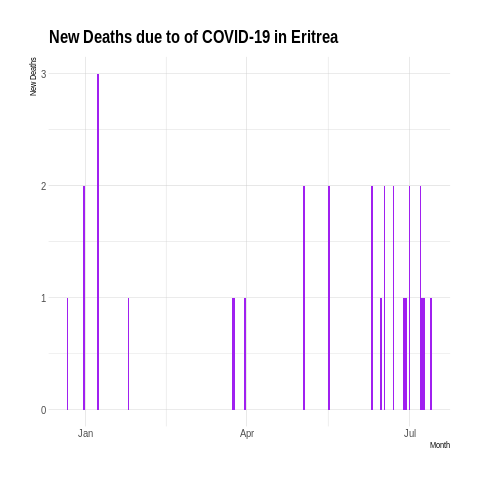 New Deaths due to of COVID-19 in Eritrea
New Deaths
3
2
1
0
Jan
Apr
Jul
Month